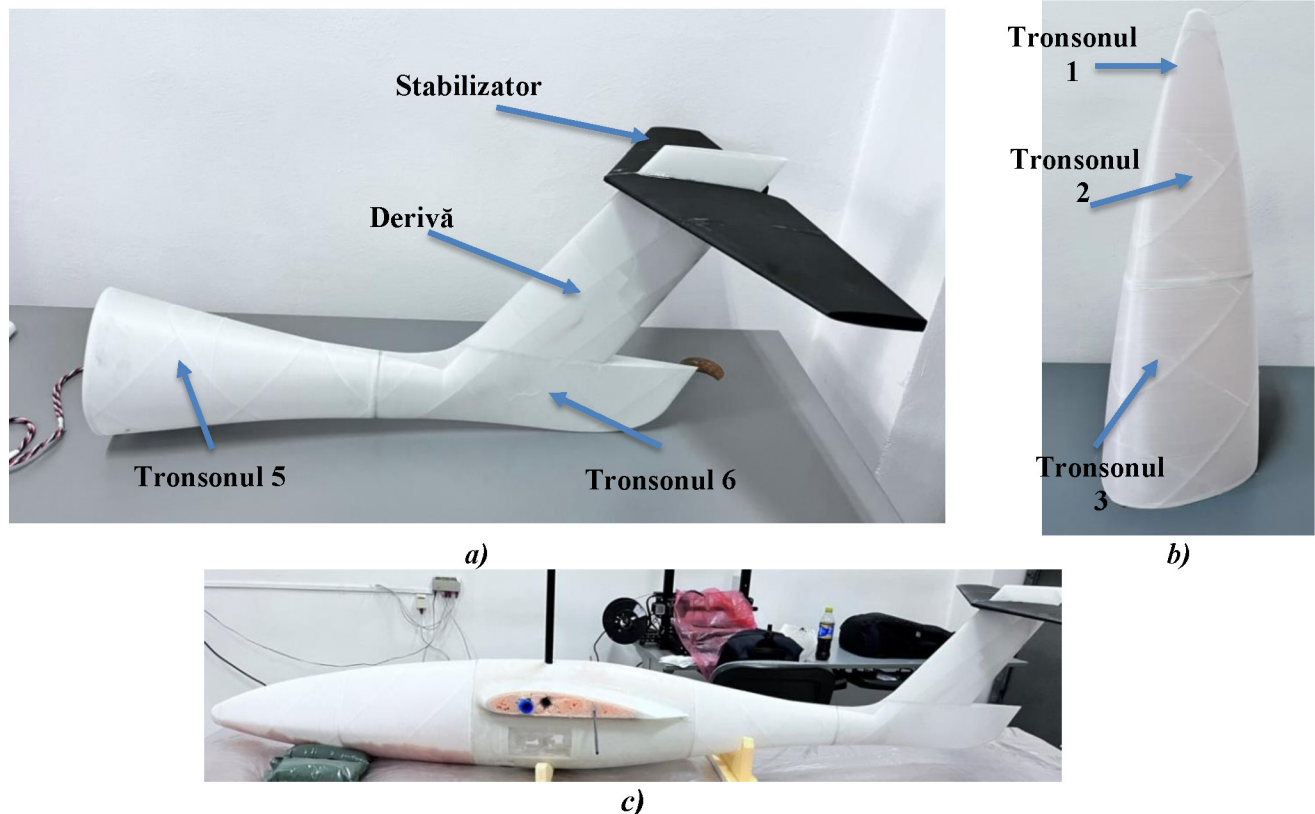 Stabilizator
Derivă
Tronsonul 5
Tronsonul 6
a)
Tronsonul
1
Tronsonul
2
Tronsonul
3
b)
c)